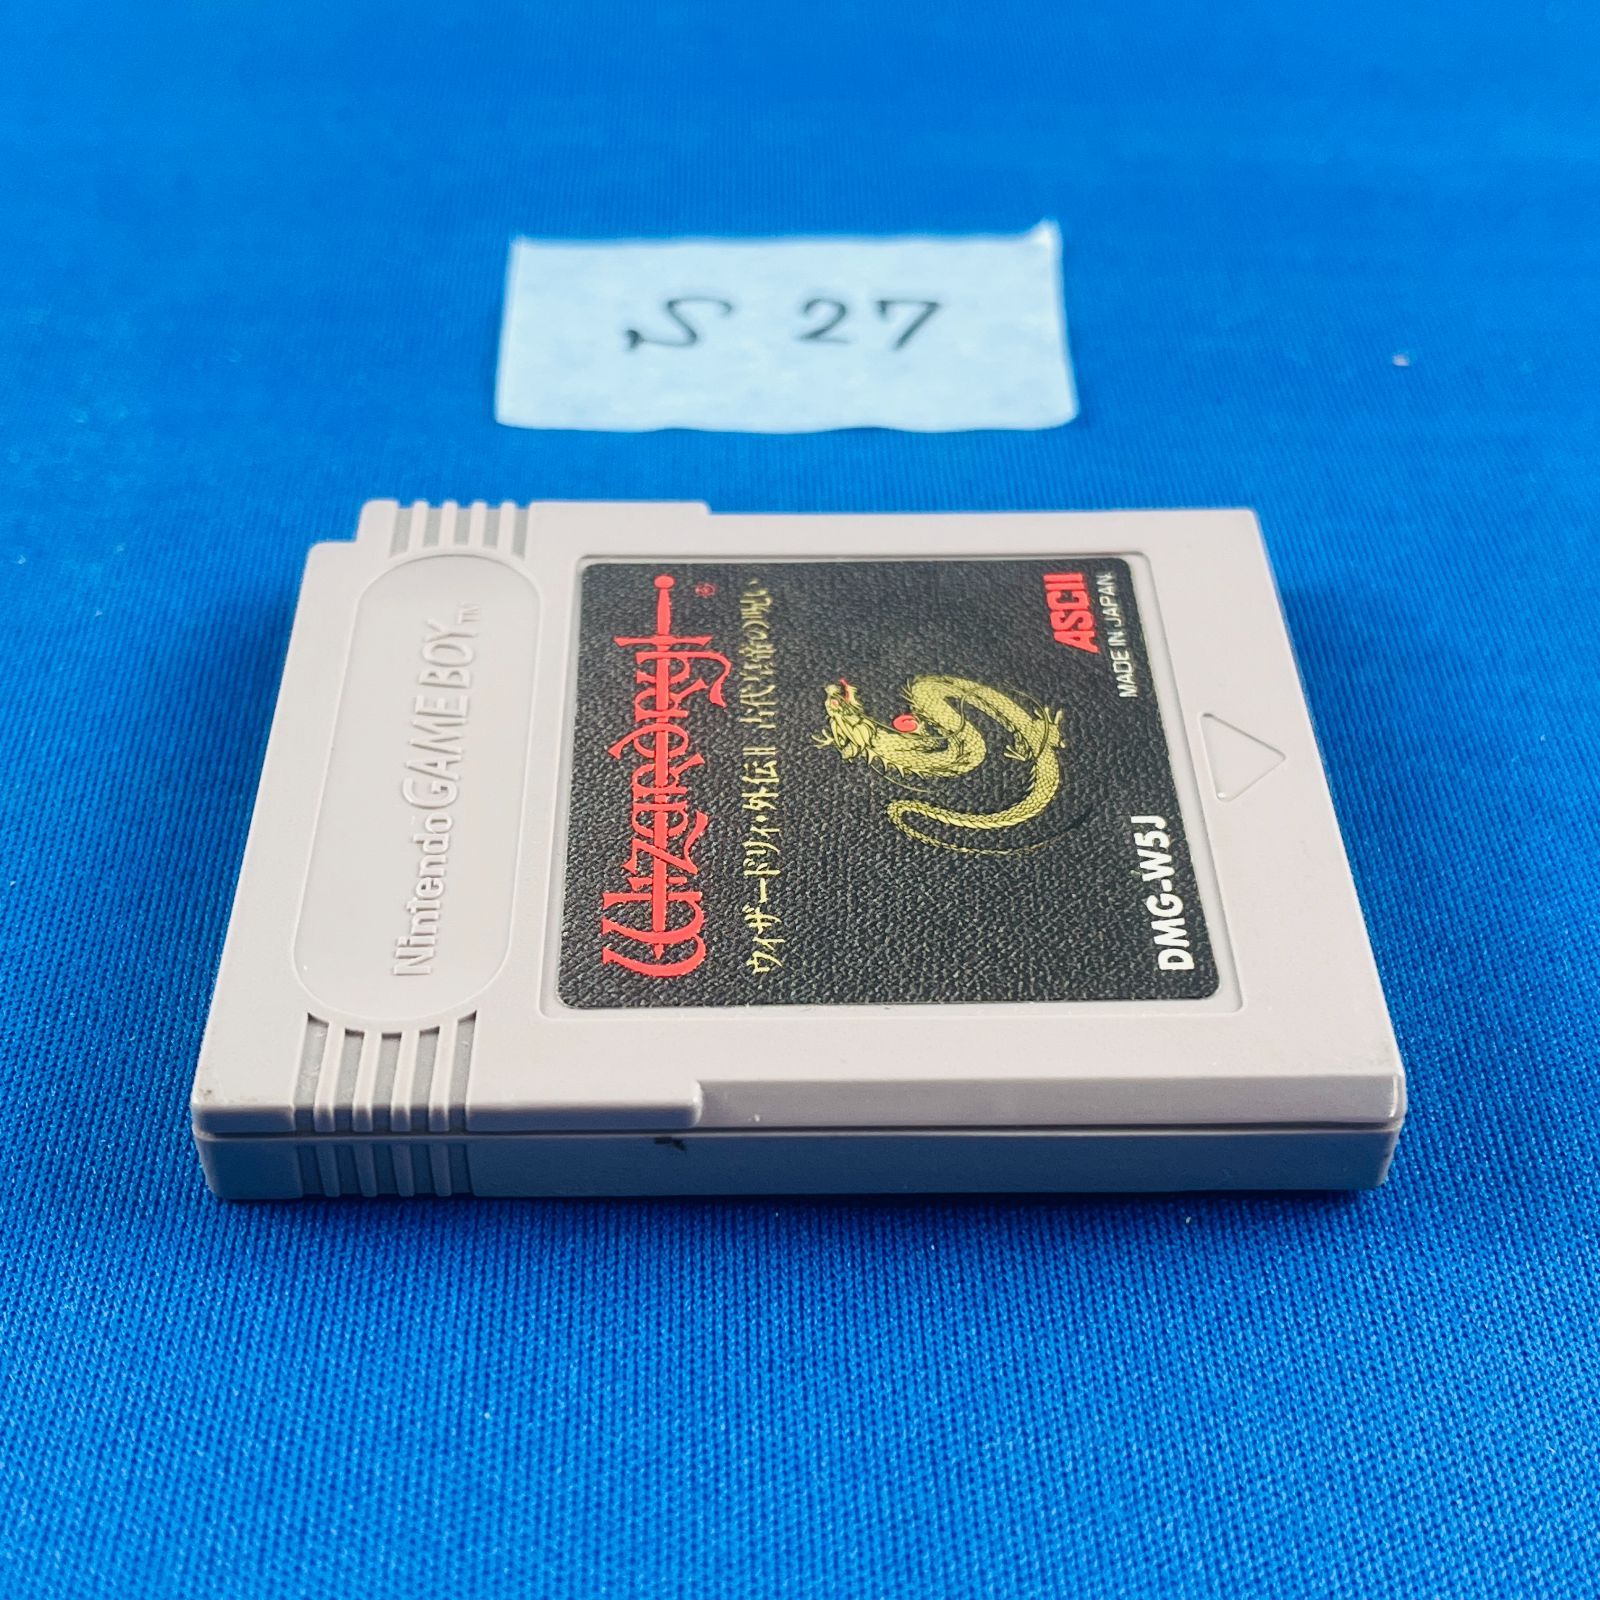 S 27
Nintendo GAME BOY™
Wizardry®
ウィザードリィ・外伝II 古代皇帝の呪い
ASCII
MADE IN JAPAN
DMG-W5J